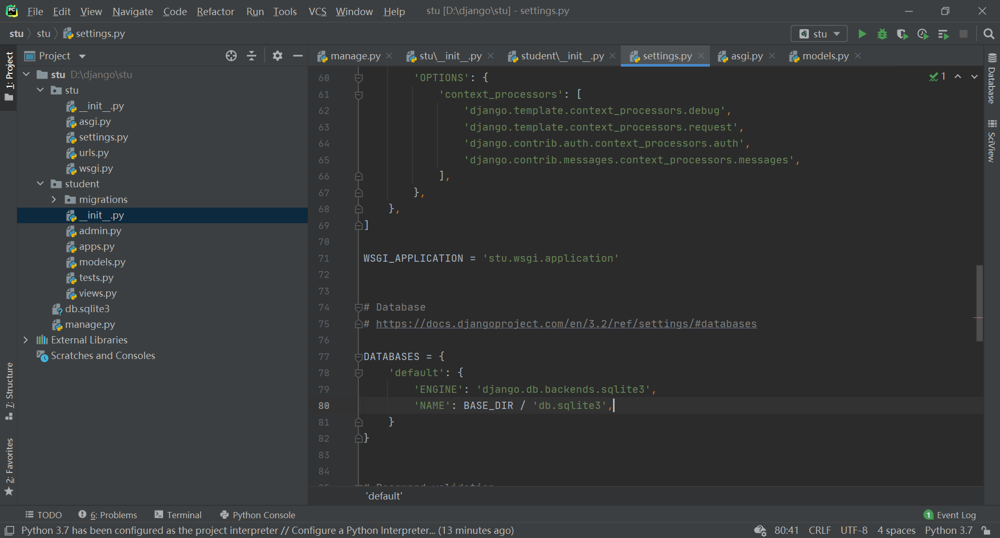 File Edit View Navigate Code Refactor Run Tools VCS Window Help stu [D:\django\stu] - settings.py
stu stu settings.py
dj stu
1: Project
Project
manage.py stu\__init__.py student\__init__.py settings.py asgi.py models.py
stu D:\django\stu
stu
__init__.py
asgi.py
settings.py
urls.py
wsgi.py
student
migrations
__init__.py
admin.py
apps.py
models.py
tests.py
views.py
db.sqlite3
manage.py
External Libraries
Scratches and Consoles
7: Structure
2: Favorites
60 'OPTIONS': {
61 'context_processors': [
62 'django.template.context_processors.debug',
63 'django.template.context_processors.request',
64 'django.contrib.auth.context_processors.auth',
65 'django.contrib.messages.context_processors.messages',
66 ],
67 },
68 },
69 ]
70
71 WSGI_APPLICATION = 'stu.wsgi.application'
72
73
74 # Database
75 # https://docs.djangoproject.com/en/3.2/ref/settings/#databases
76
77 DATABASES = {
78 'default': {
79 'ENGINE': 'django.db.backends.sqlite3',
80 'NAME': BASE_DIR / 'db.sqlite3',
81 }
82 }
83
84
85 # Password validation
1
Database
SciView
'default'
TODO 6: Problems Terminal Python Console 1 Event Log
Python 3.7 has been configured as the project interpreter // Configure a Python Interpreter... (13 minutes ago) 80:41 CRLF UTF-8 4 spaces Python 3.7